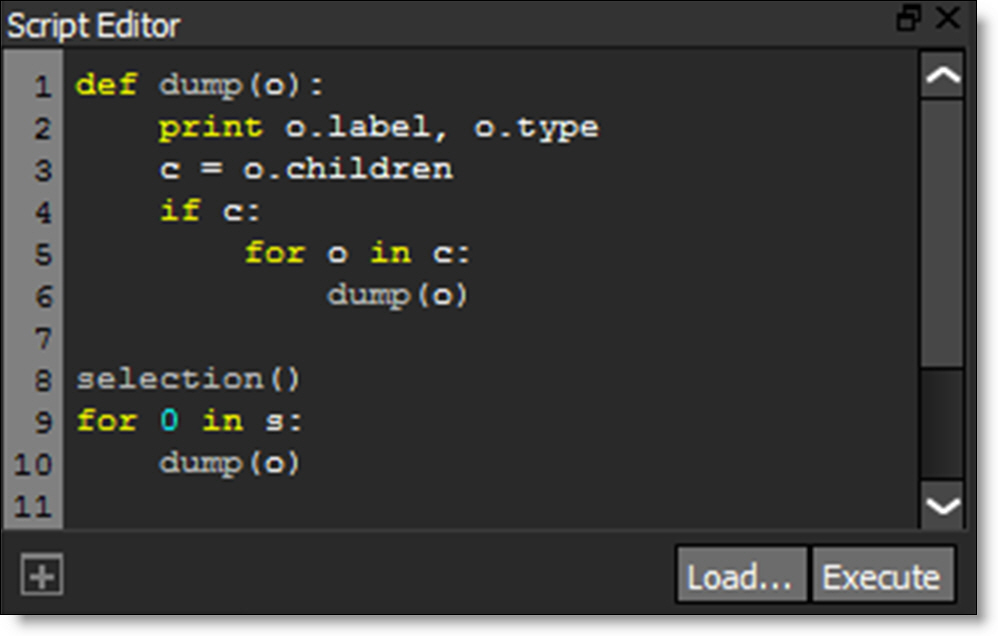 Script Editor
1 def dump(o):
2     print o.label, o.type
3     c = o.children
4     if c:
5         for o in c:
6             dump(o)
7
8 selection()
9 for 0 in s:
10     dump(o)
11
Load... Execute